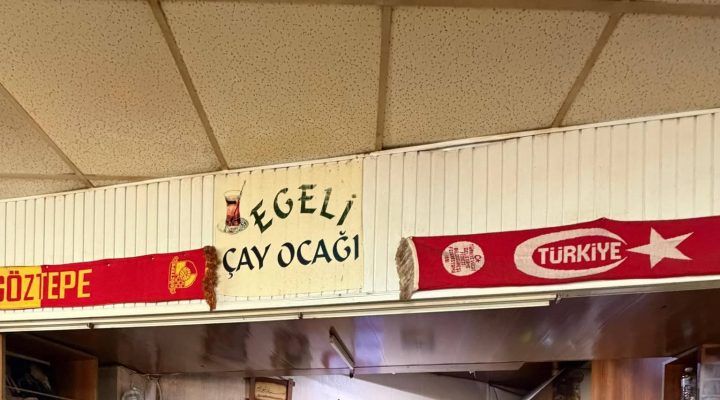 EGELİ
ÇAY OCAĞI
GÖZTEPE
TÜRKİYE